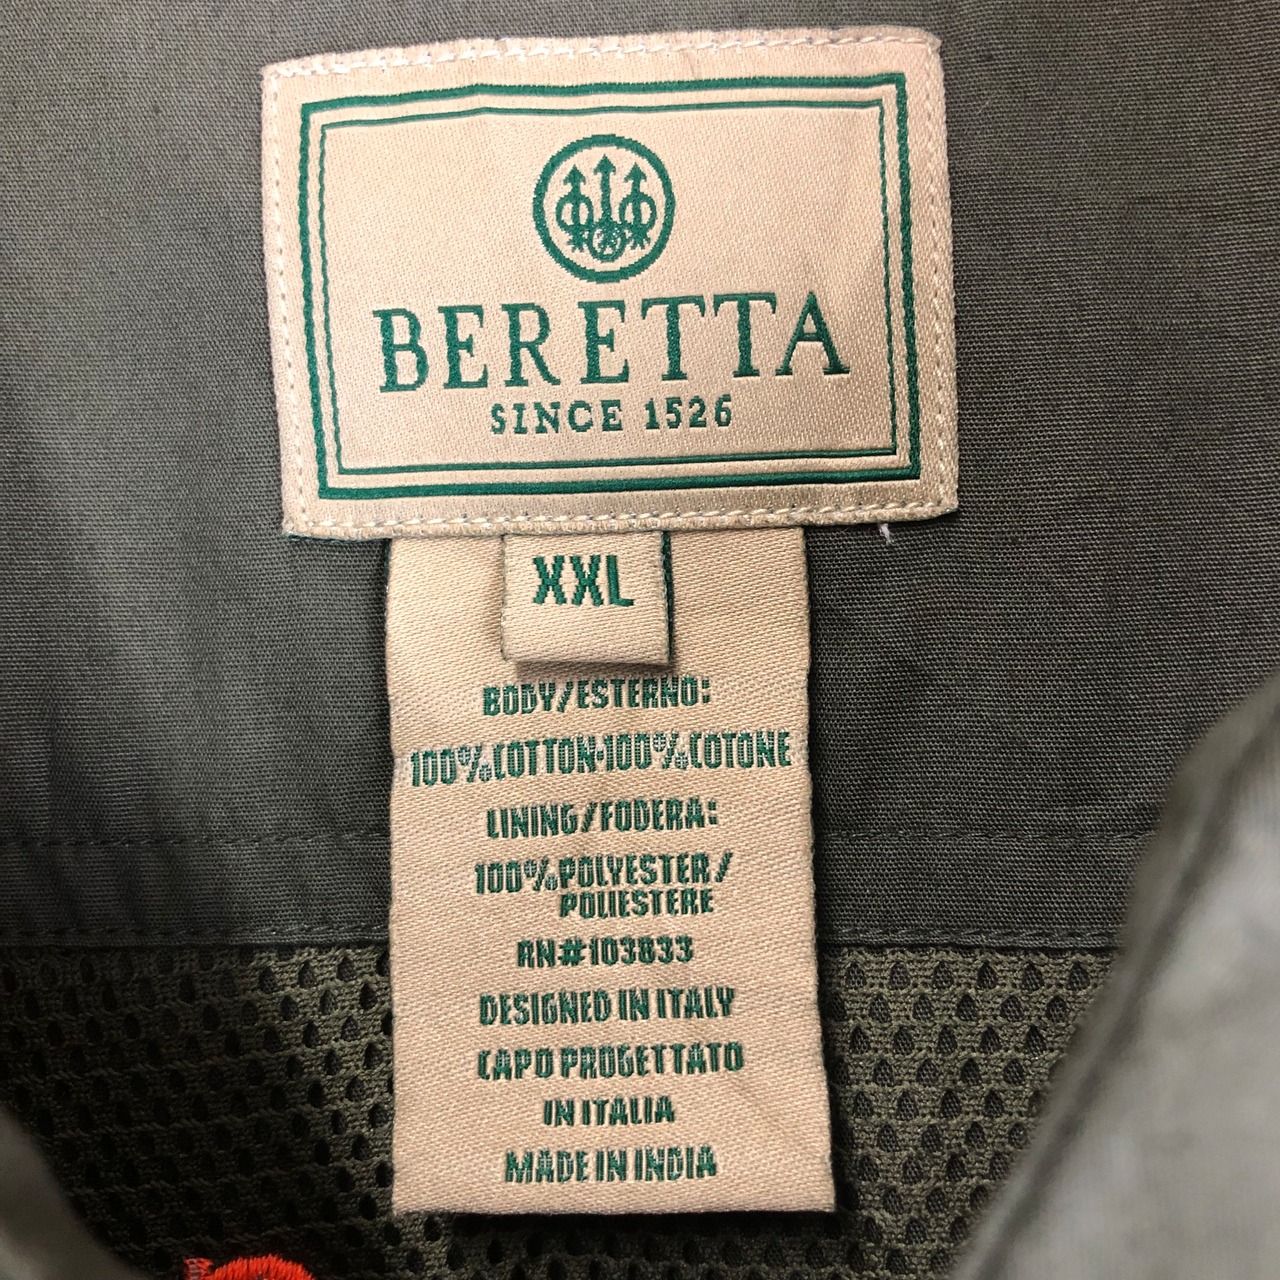 BERETTA
SINCE 1526
XXL
BODY/ESTERNO:
100%COTTON·100%COTONE
LINING/FODERA:
100%POLYESTER/
POLIESTERE
RN#103833
DESIGNED IN ITALY
CAPO PROGETTATO
IN ITALIA
MADE IN INDIA